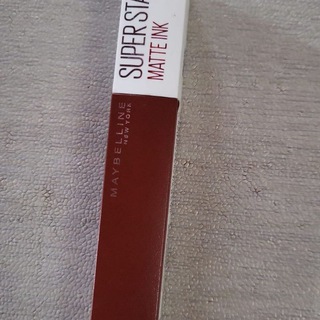 SUPER STA
MATTE INK
MAYBELLINE
NEW YORK